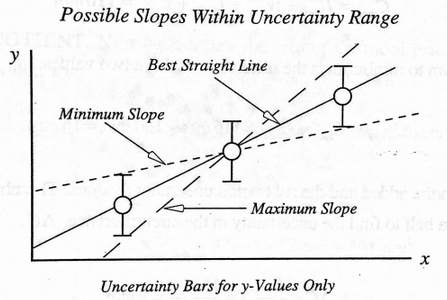 Possible Slopes Within Uncertainty Range
y
Best Straight Line
Minimum Slope
Maximum Slope
x
Uncertainty Bars for y-Values Only